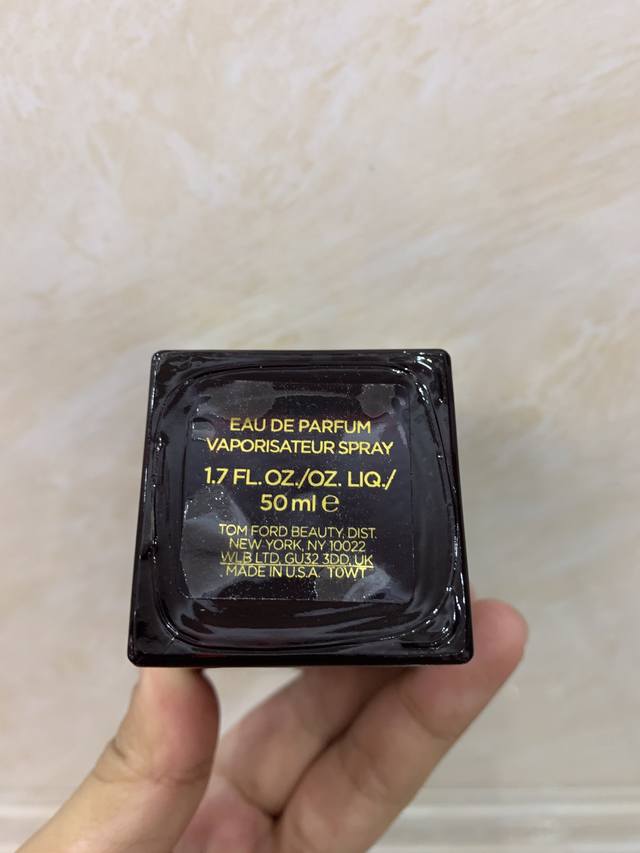 EAU DE PARFUM
VAPORISATEUR SPRAY
1.7 FL. OZ./OZ. LIQ./
50 ml ℮
TOM FORD BEAUTY, DIST.
NEW YORK, NY 10022
WLB LTD, GU32 3DD, UK
MADE IN U.S.A. T0WT